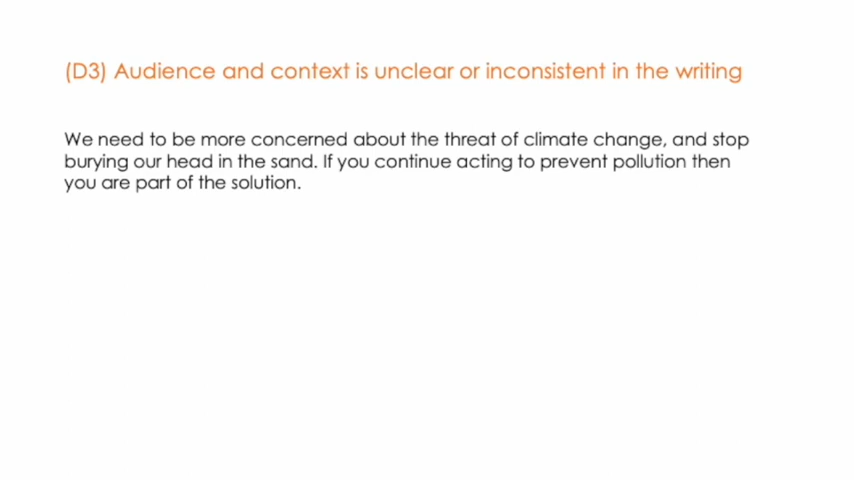 (D3) Audience and context is unclear or inconsistent in the writing
We need to be more concerned about the threat of climate change, and stop
burying our head in the sand. If you continue acting to prevent pollution then
you are part of the solution.